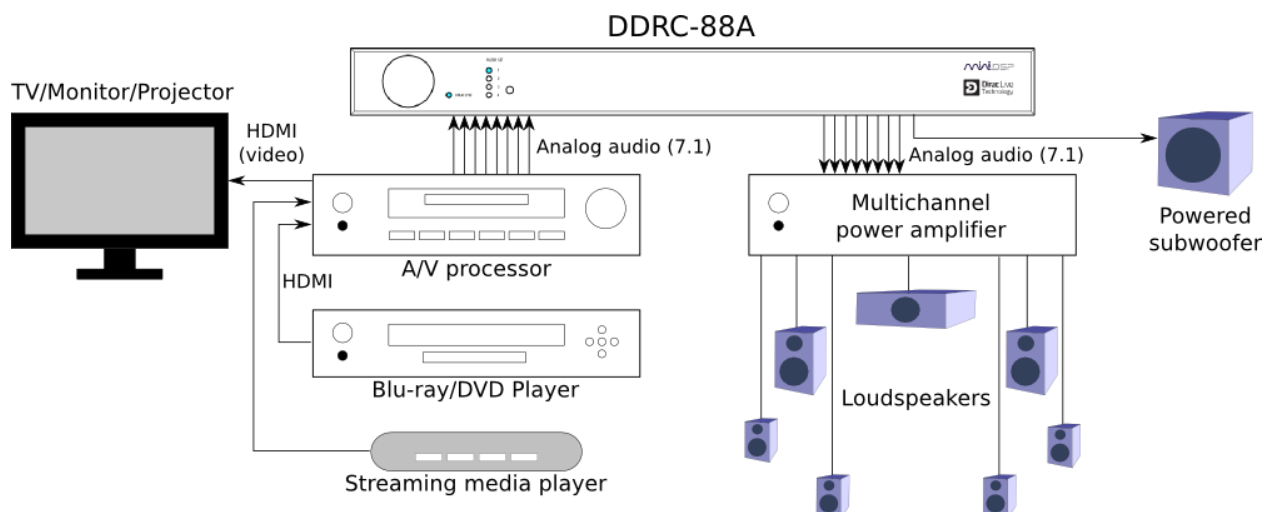 DDRC-88A
miniDSP
Dirac Live
Technology
TV/Monitor/Projector
HDMI
(video)
Analog audio (7.1)
Analog audio (7.1)
Multichannel
power amplifier
Powered
subwoofer
A/V processor
HDMI
Blu-ray/DVD Player
Loudspeakers
Streaming media player